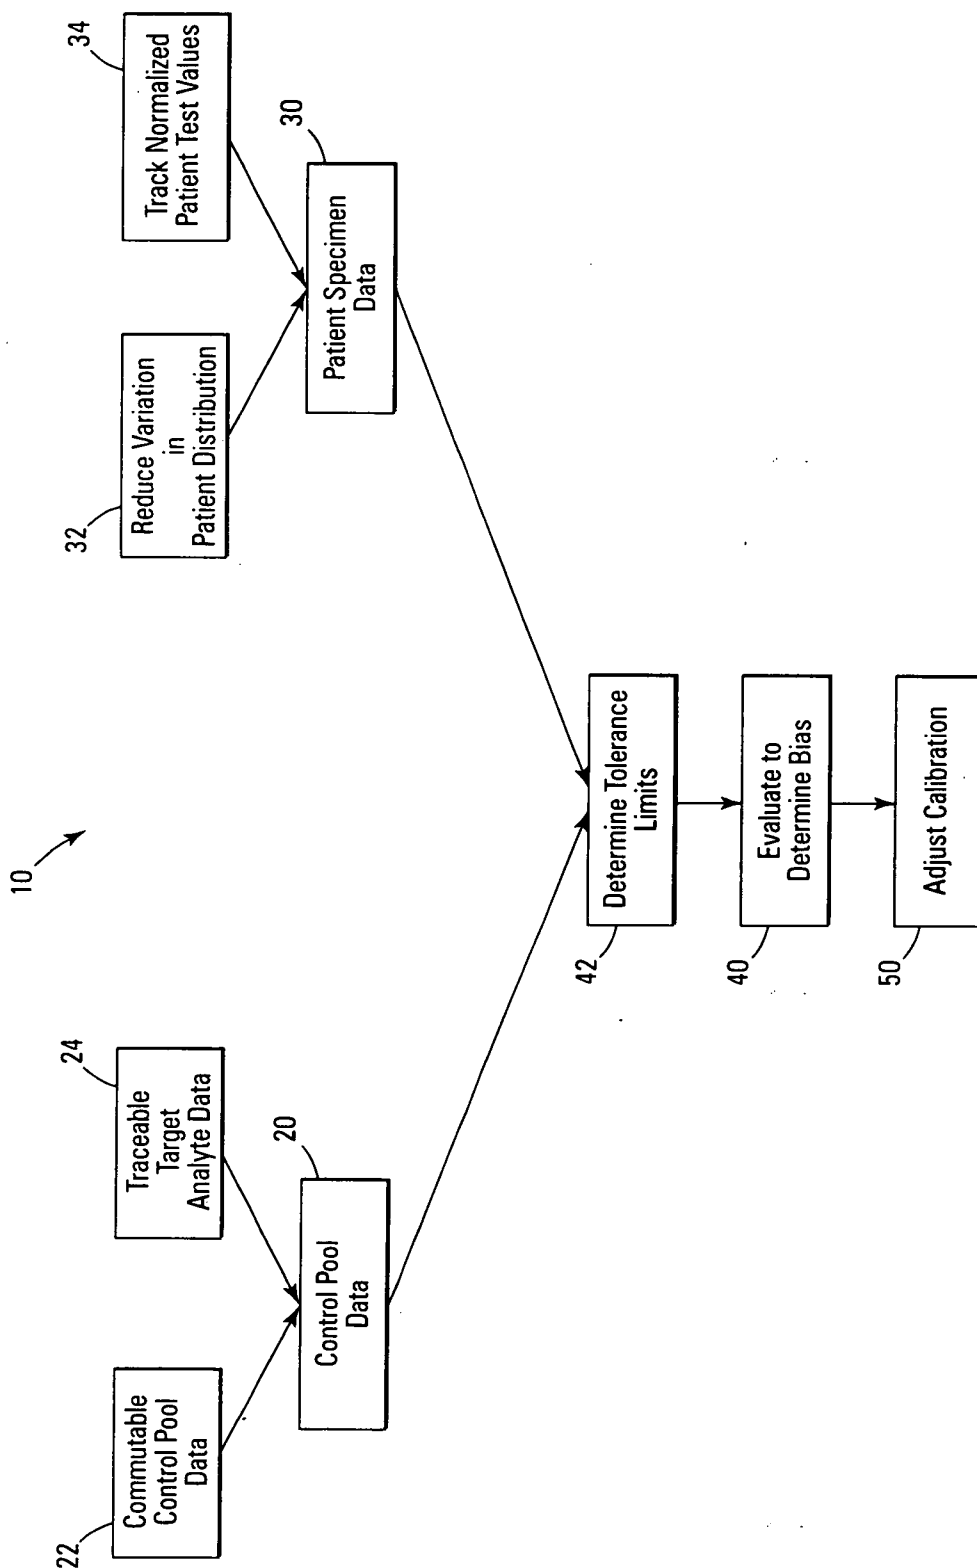 10
22
Commutable
Control Pool
Data
24
Traceable
Target
Analyte Data
32
Reduce Variation
in
Patient Distribution
34
Track Normalized
Patient Test Values
20
Control Pool
Data
30
Patient Specimen
Data
42
Determine Tolerance
Limits
40
Evaluate to
Determine Bias
50
Adjust Calibration